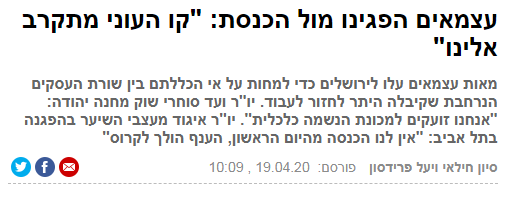 עצמאים הפגינו מול הכנסת: "קו העוני מתקרב
אלינו"
מאות עצמאים עלו לירושלים כדי למחות על אי הכללתם בין שורת העסקים
הנרחבת שקיבלה היתר לחזור לעבוד. יו"ר ועד סוחרי שוק מחנה יהודה:
"אנחנו זועקים למכונת הנשמה כלכלית". יו"ר איגוד מעצבי השיער בהפגנה
בתל אביב: "אין לנו הכנסה מהיום הראשון, הענף הולך לקרוס"
סיון חילאי ויעל פרידסון פורסם: 19.04.20 , 10:09